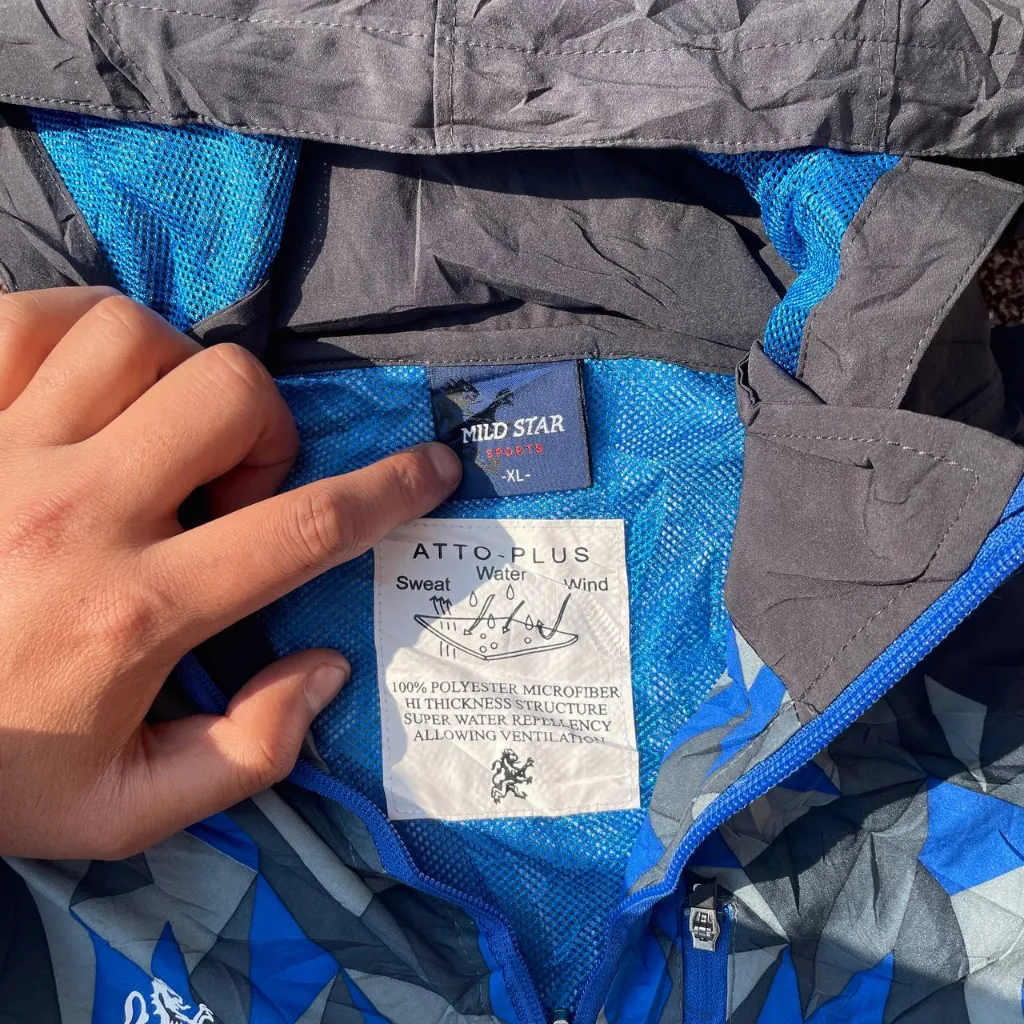 MILD STAR
SPORTS
-XL-
ATTO-PLUS
Sweat Water Wind
100% POLYESTER MICROFIBER
HI THICKNESS STRUCTURE
SUPER WATER REPELLENCY
ALLOWING VENTILATION